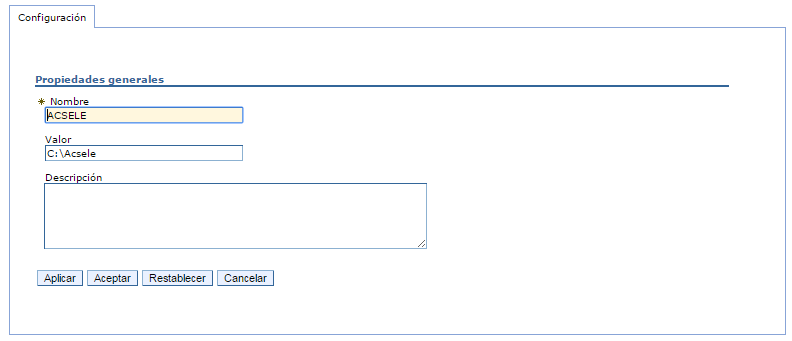 Configuración
Propiedades generales
* Nombre
ACSELE
Valor
C:\Acsele
Descripción
Aplicar Aceptar Restablecer Cancelar